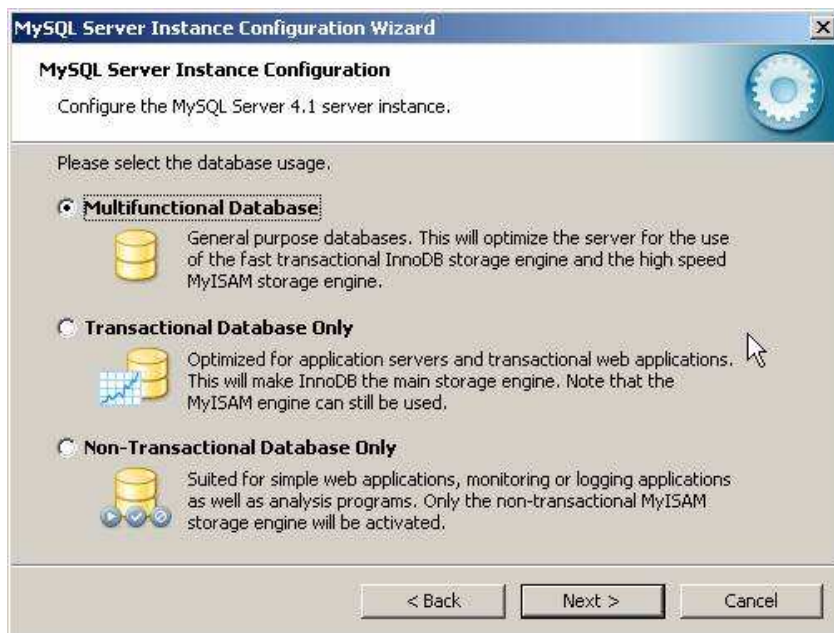 MySQL Server Instance Configuration Wizard
MySQL Server Instance Configuration
Configure the MySQL Server 4.1 server instance.
Please select the database usage.
Multifunctional Database
General purpose databases. This will optimize the server for the use
of the fast transactional InnoDB storage engine and the high speed
MyISAM storage engine.
Transactional Database Only
Optimized for application servers and transactional web applications.
This will make InnoDB the main storage engine. Note that the
MyISAM engine can still be used.
Non-Transactional Database Only
Suited for simple web applications, monitoring or logging applications
as well as analysis programs. Only the non-transactional MyISAM
storage engine will be activated.
< Back Next > Cancel